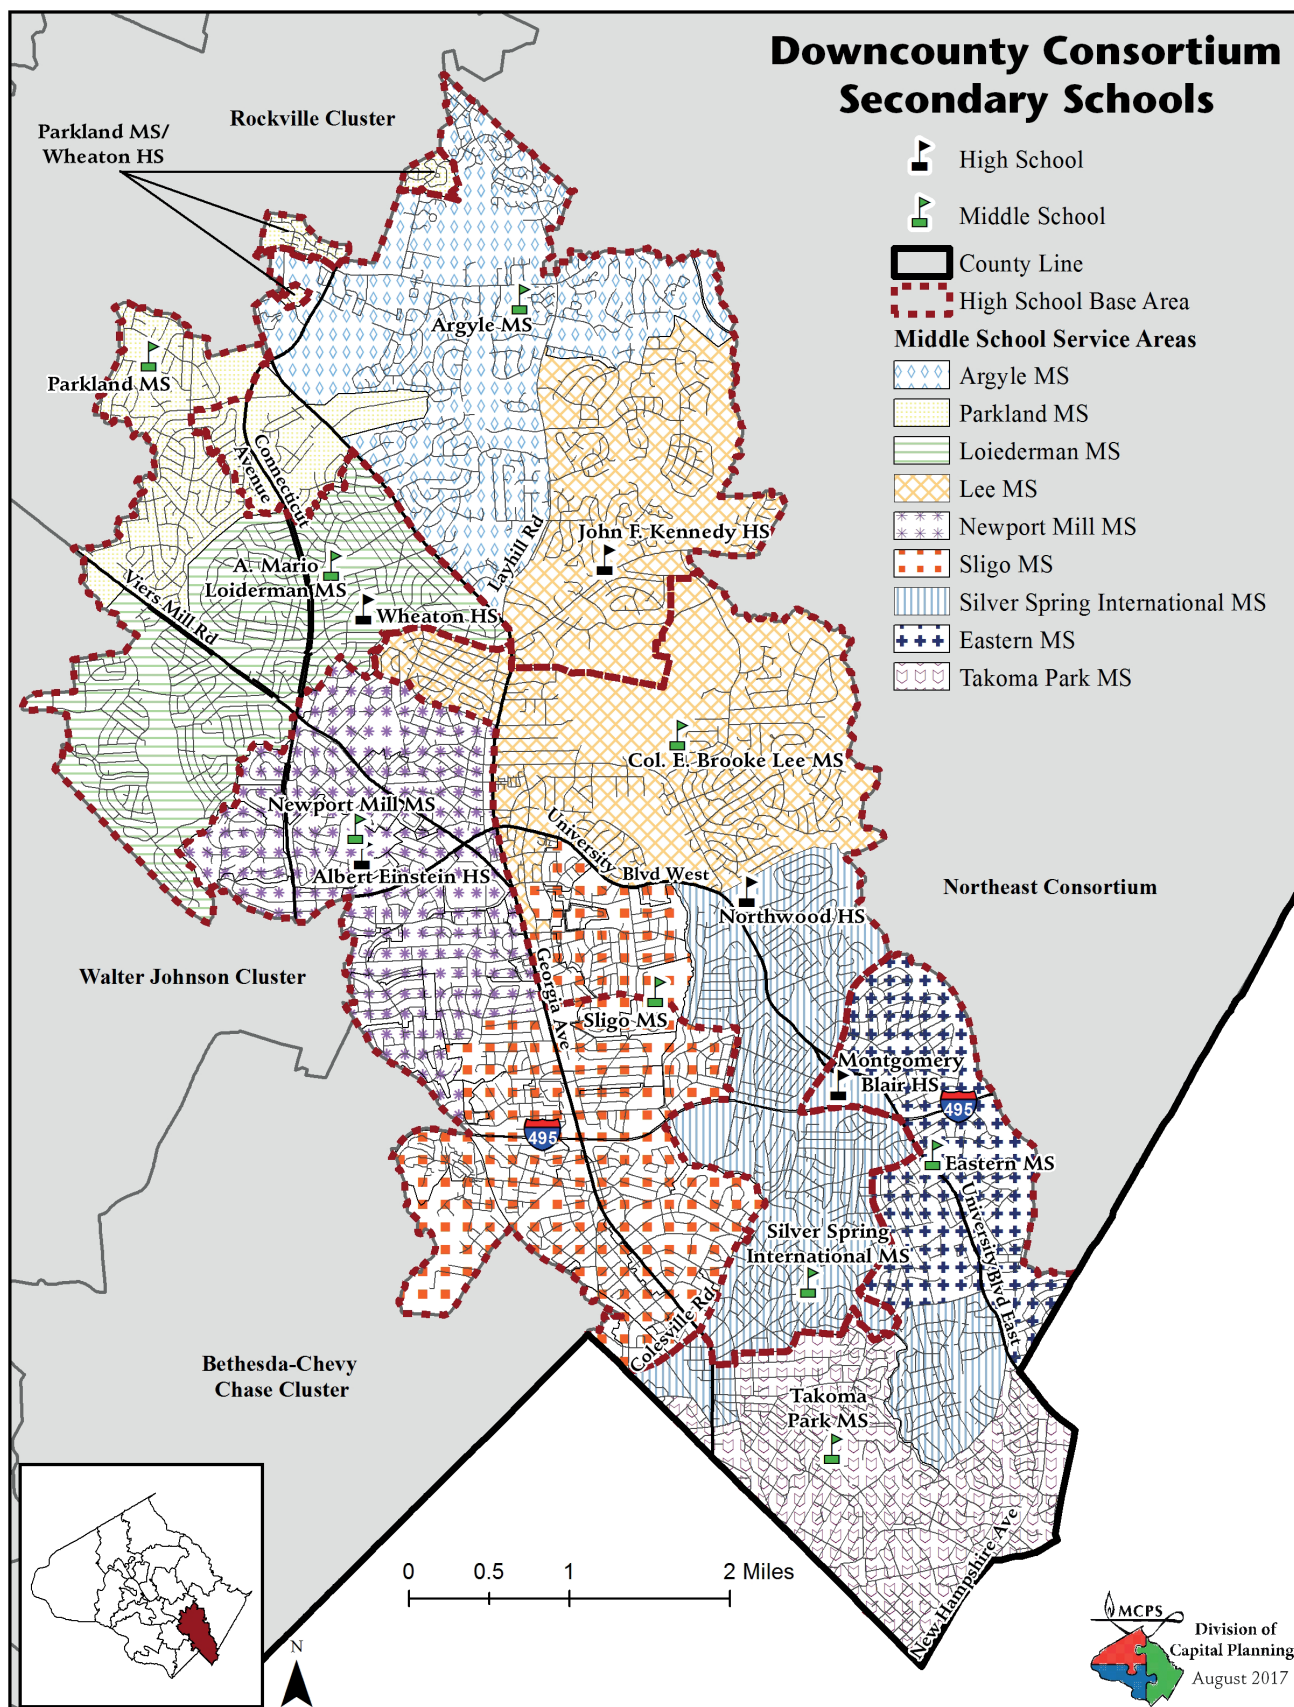 Downcounty Consortium
Secondary Schools
High School
Middle School
County Line
High School Base Area
Middle School Service Areas
Argyle MS
Parkland MS
Loiederman MS
Lee MS
Newport Mill MS
Sligo MS
Silver Spring International MS
Eastern MS
Takoma Park MS
Rockville Cluster
Parkland MS/
Wheaton HS
Argyle MS
Parkland MS
Connecticut
Avenue
Layhill Rd
John F. Kennedy HS
A. Mario
Loiderman MS
Wheaton HS
Viers Mill Rd
Col. E. Brooke Lee MS
Newport Mill MS
Albert Einstein HS
University
Blvd West
Northwood HS
Northeast Consortium
Walter Johnson Cluster
Georgia Ave
Sligo MS
Montgomery
Blair HS
495
495
Eastern MS
University Blvd East
Silver Spring
International MS
Colesville Rd
Bethesda-Chevy
Chase Cluster
Takoma
Park MS
New Hampshire Ave
0 0.5 1 2 Miles
N
MCPS
Division of
Capital Planning
August 2017